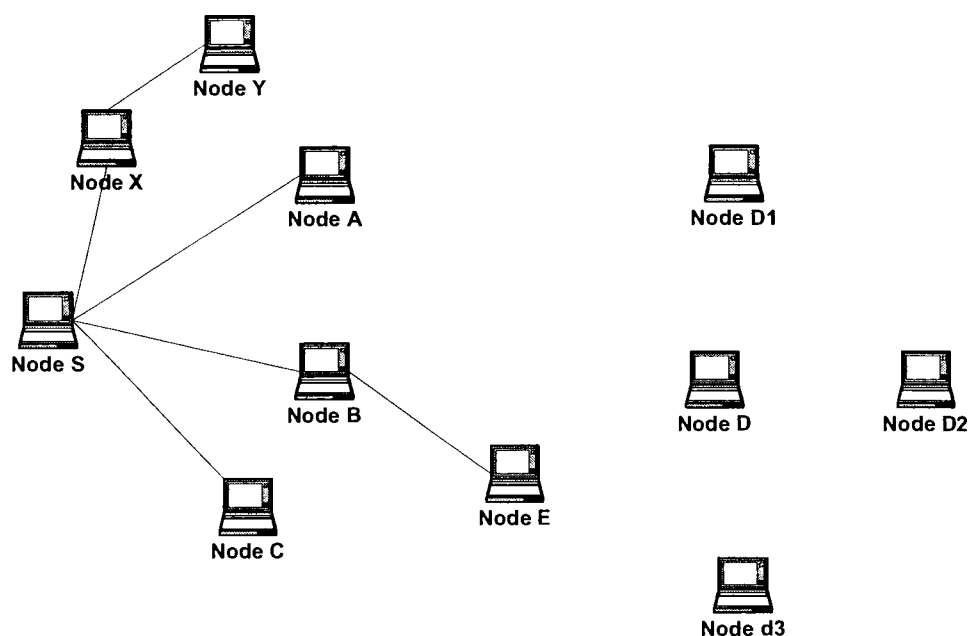 Node Y
Node X
Node A
Node D1
Node S
Node B
Node D
Node D2
Node E
Node C
Node d3